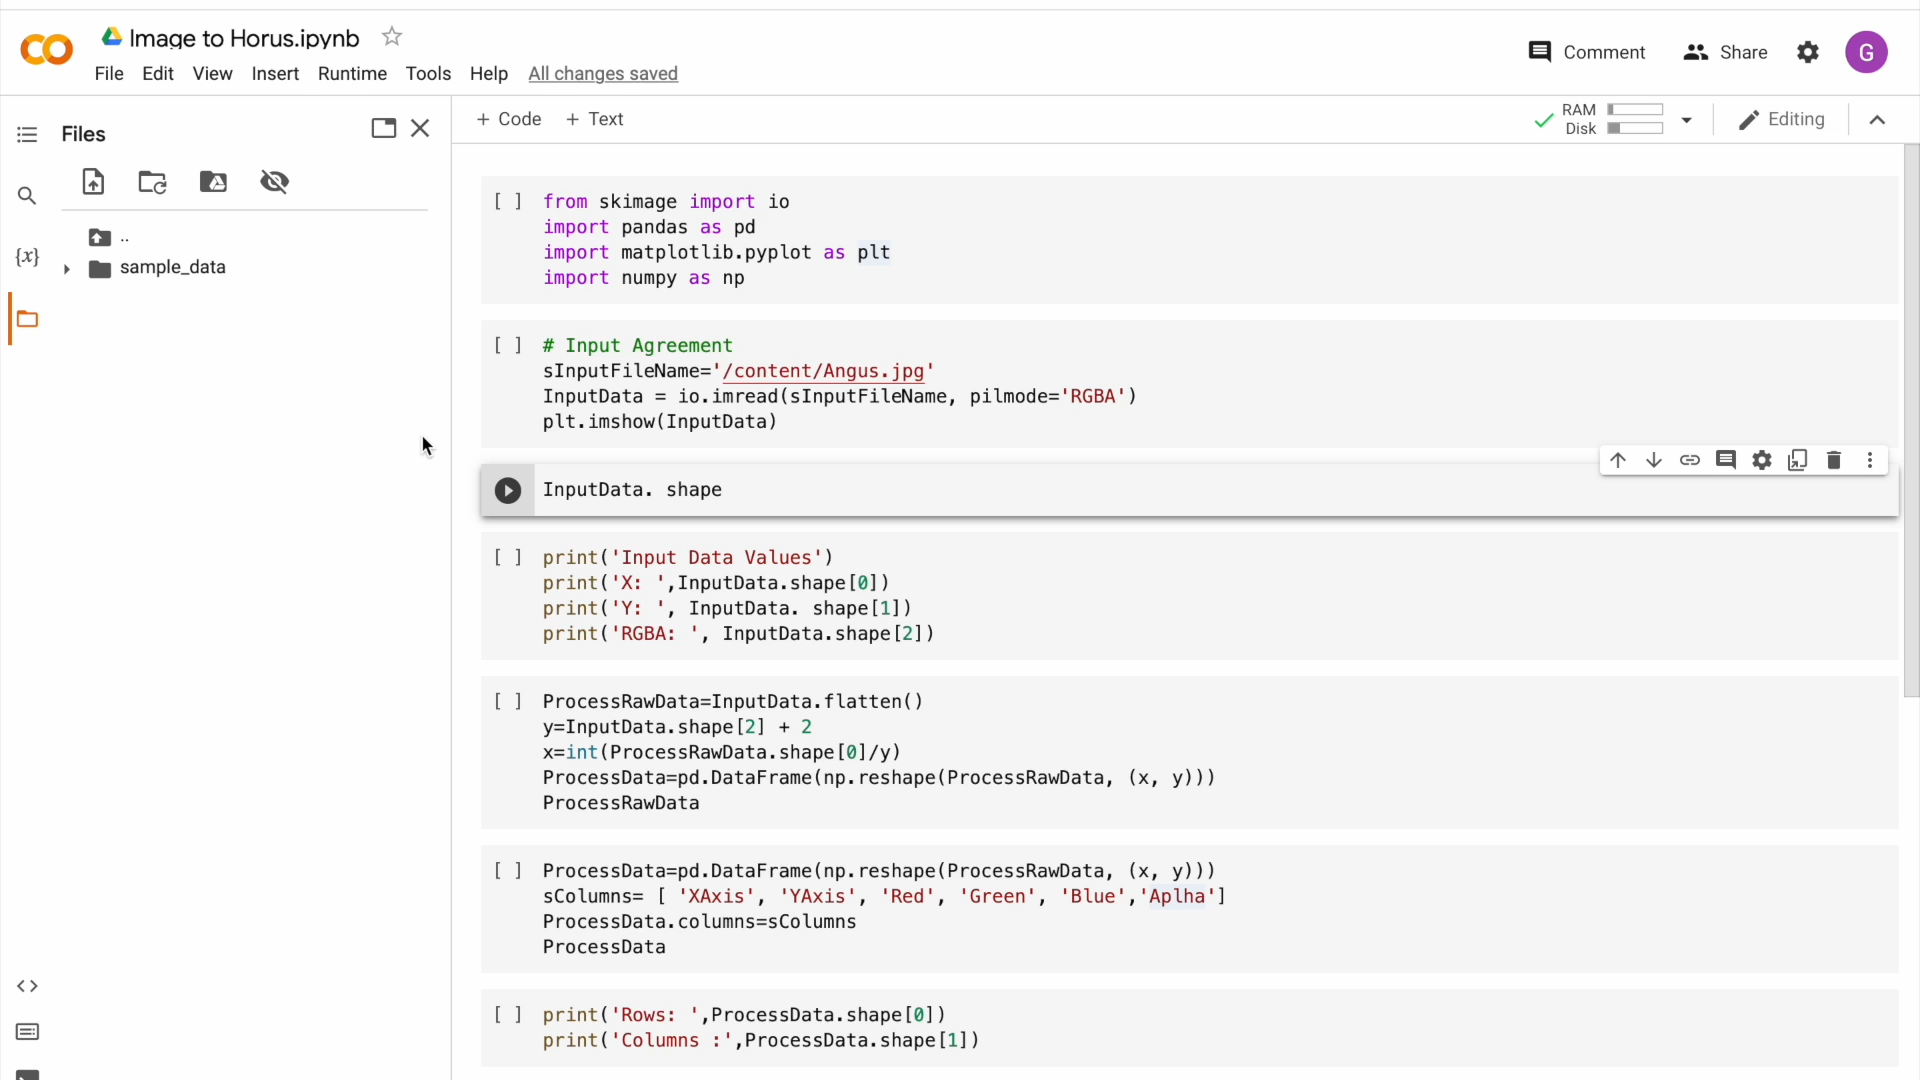 Image to Horus.ipynb
File Edit View Insert Runtime Tools Help All changes saved
Comment
Share
G
Files
+ Code + Text
RAM
Disk
Editing
..
sample_data
{x}
[ ] from skimage import io
import pandas as pd
import matplotlib.pyplot as plt
import numpy as np
[ ] # Input Agreement
sInputFileName='/content/Angus.jpg'
InputData = io.imread(sInputFileName, pilmode='RGBA')
plt.imshow(InputData)
InputData. shape
[ ] print('Input Data Values')
print('X: ',InputData.shape[0])
print('Y: ', InputData. shape[1])
print('RGBA: ', InputData.shape[2])
[ ] ProcessRawData=InputData.flatten()
y=InputData.shape[2] + 2
x=int(ProcessRawData.shape[0]/y)
ProcessData=pd.DataFrame(np.reshape(ProcessRawData, (x, y)))
ProcessRawData
[ ] ProcessData=pd.DataFrame(np.reshape(ProcessRawData, (x, y)))
sColumns= [ 'XAxis', 'YAxis', 'Red', 'Green', 'Blue','Aplha']
ProcessData.columns=sColumns
ProcessData
[ ] print('Rows: ',ProcessData.shape[0])
print('Columns :',ProcessData.shape[1])